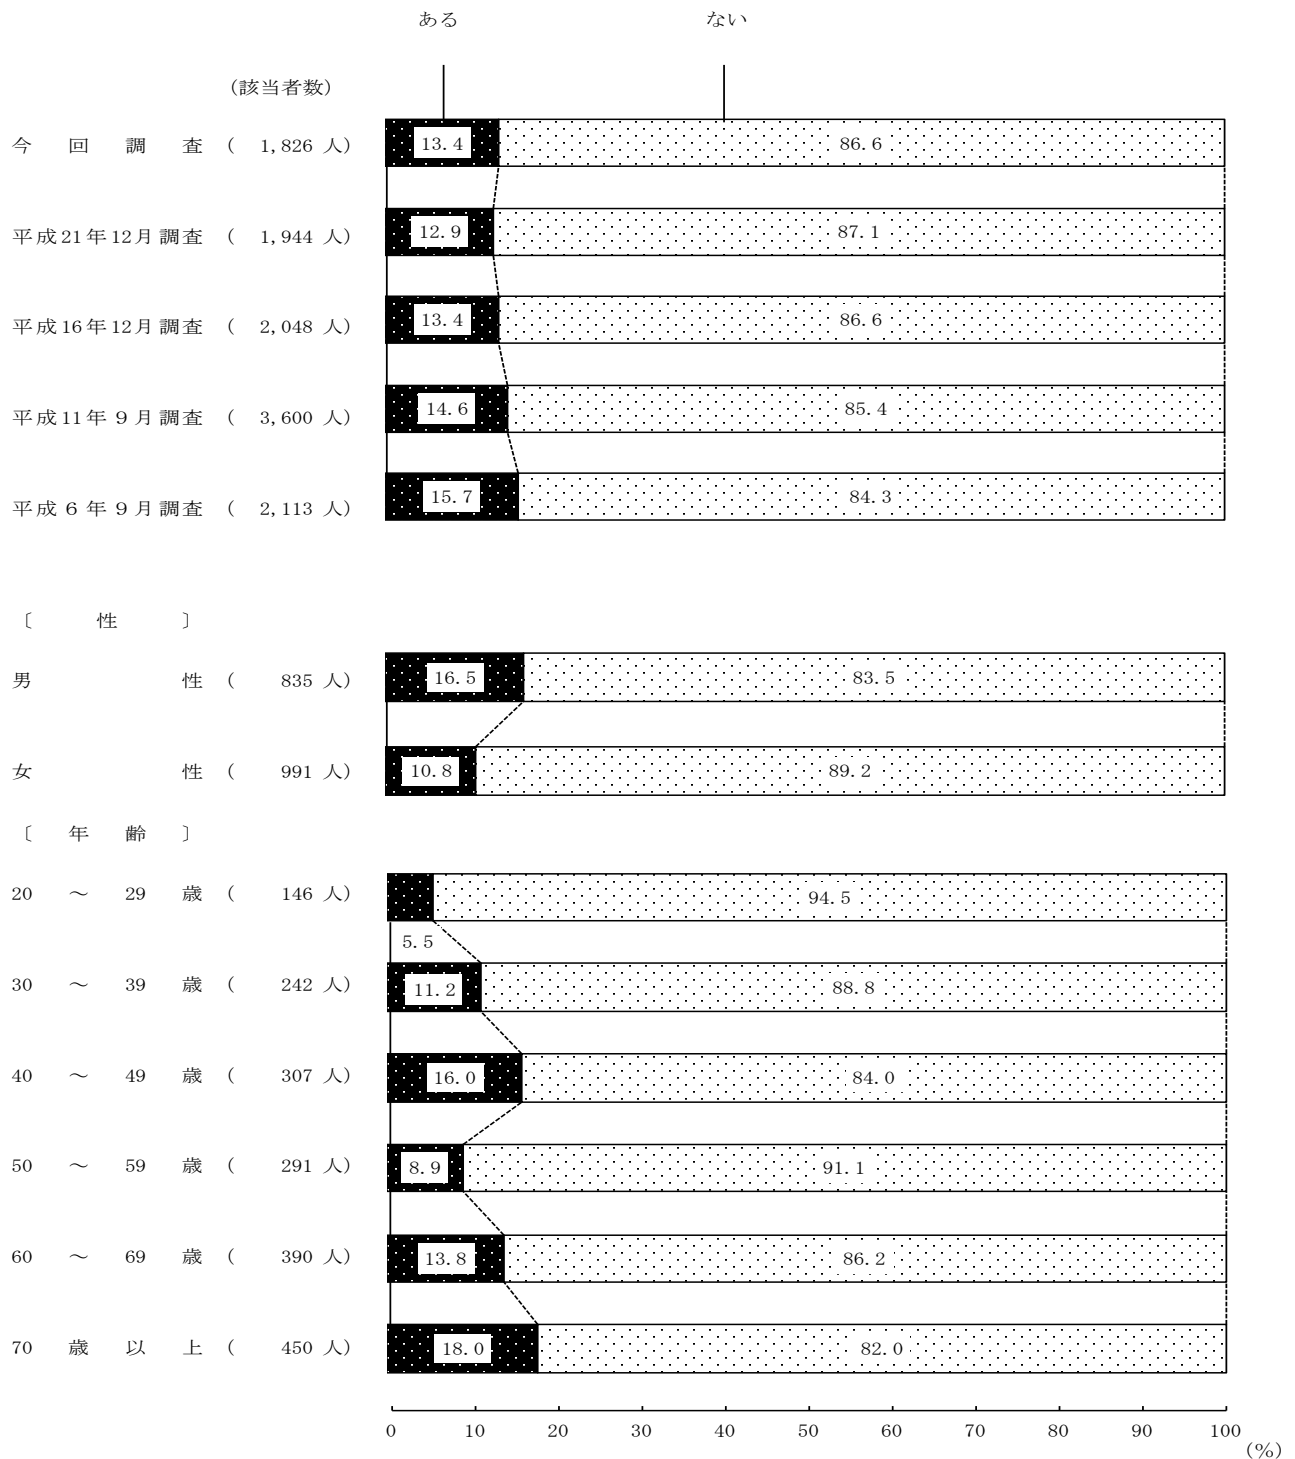 ある ない
（該当者数）
今回調査（ 1,826 人） 13.4 86.6
平成21年12月調査（ 1,944 人） 12.9 87.1
平成16年12月調査（ 2,048 人） 13.4 86.6
平成11年９月調査（ 3,600 人） 14.6 85.4
平成６年９月調査（ 2,113 人） 15.7 84.3
〔 性 〕
男性（ 835 人） 16.5 83.5
女性（ 991 人） 10.8 89.2
〔 年 齢 〕
20 ～ 29 歳（ 146 人） 94.5
5.5
30 ～ 39 歳（ 242 人） 11.2 88.8
40 ～ 49 歳（ 307 人） 16.0 84.0
50 ～ 59 歳（ 291 人） 8.9 91.1
60 ～ 69 歳（ 390 人） 13.8 86.2
70 歳以上（ 450 人） 18.0 82.0
0 10 20 30 40 50 60 70 80 90 100
(％)